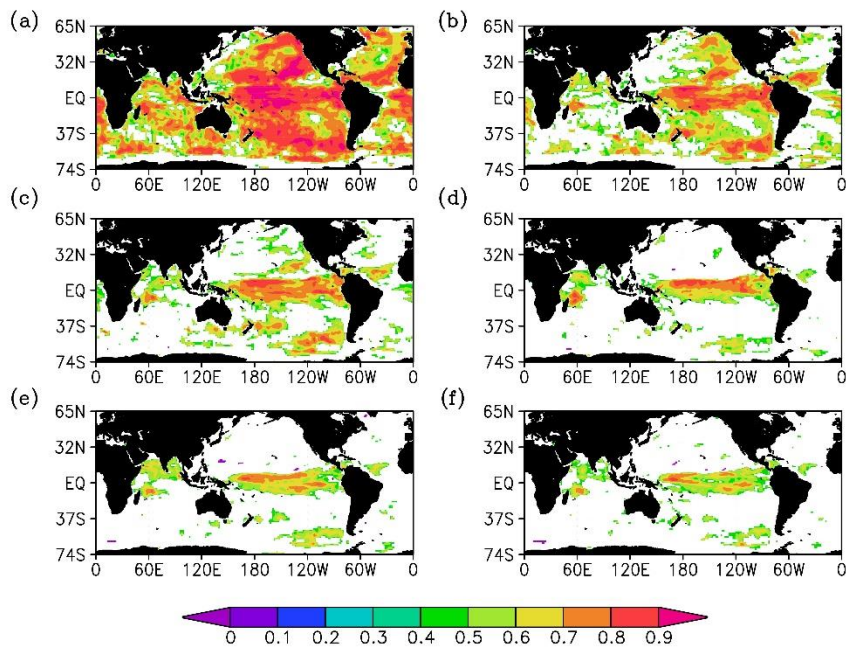 (a) (b)
65N 65N
32N 32N
EQ EQ
37S 37S
74S 74S
0 60E 120E 180 120W 60W 0 0 60E 120E 180 120W 60W 0
(c) (d)
65N 65N
32N 32N
EQ EQ
37S 37S
74S 74S
0 60E 120E 180 120W 60W 0 0 60E 120E 180 120W 60W 0
(e) (f)
65N 65N
32N 32N
EQ EQ
37S 37S
74S 74S
0 60E 120E 180 120W 60W 0 0 60E 120E 180 120W 60W 0
0 0.1 0.2 0.3 0.4 0.5 0.6 0.7 0.8 0.9